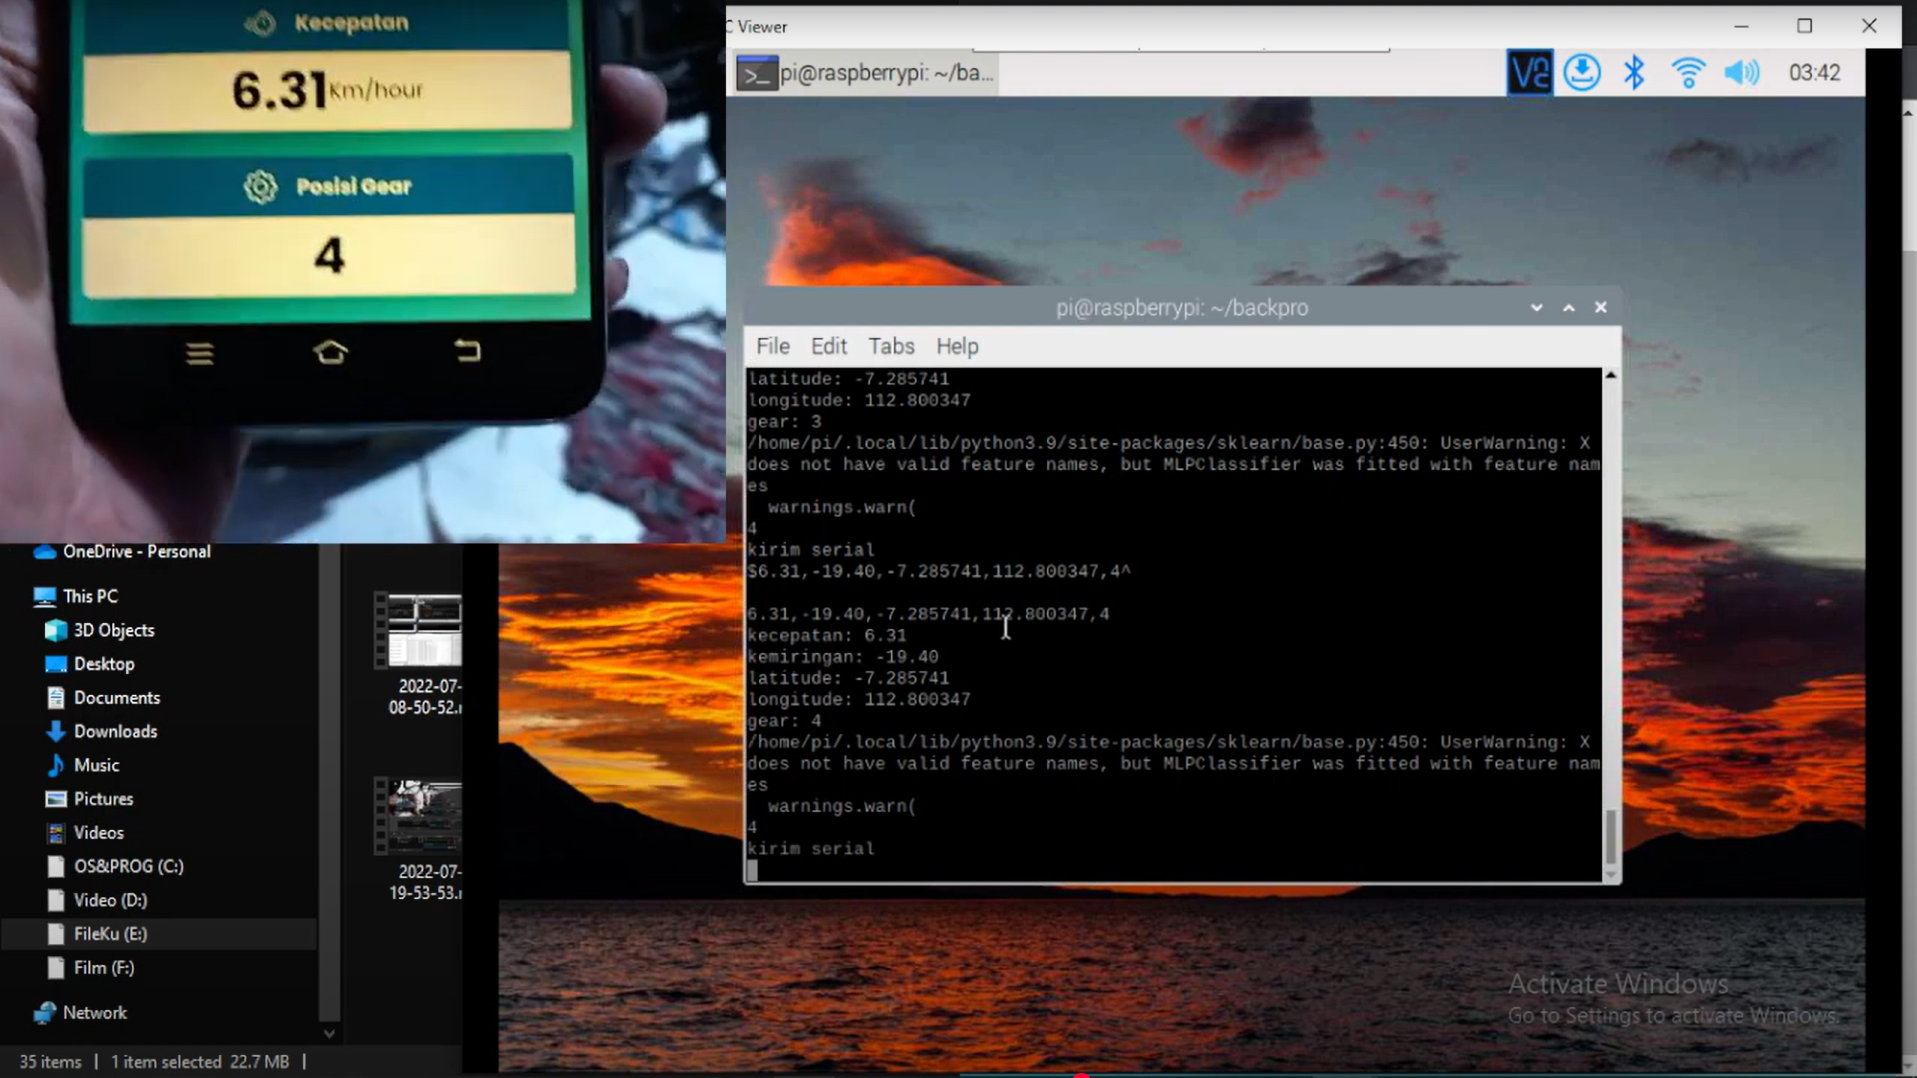 Kecepatan
6.31Km/hour
Posisi Gear
4
C Viewer
pi@raspberrypi: ~/ba...
03:42
pi@raspberrypi: ~/backpro
File Edit Tabs Help
latitude: -7.285741
longitude: 112.800347
gear: 3
/home/pi/.local/lib/python3.9/site-packages/sklearn/base.py:450: UserWarning: X
does not have valid feature names, but MLPClassifier was fitted with feature nam
es
warnings.warn(
4
kirim serial
$6.31,-19.40,-7.285741,112.800347,4^
6.31,-19.40,-7.285741,112.800347,4
kecepatan: 6.31
kemiringan: -19.40
latitude: -7.285741
longitude: 112.800347
gear: 4
/home/pi/.local/lib/python3.9/site-packages/sklearn/base.py:450: UserWarning: X
does not have valid feature names, but MLPClassifier was fitted with feature nam
es
warnings.warn(
4
kirim serial
OneDrive - Personal
This PC
3D Objects
Desktop
Documents
Downloads
Music
Pictures
Videos
OS&PROG (C:)
Video (D:)
FileKu (E:)
Film (F:)
Network
2022-07-
08-50-52.
2022-07-
19-53-53.
35 items | 1 item selected 22.7 MB |
Activate Windows
Go to Settings to activate Windows.